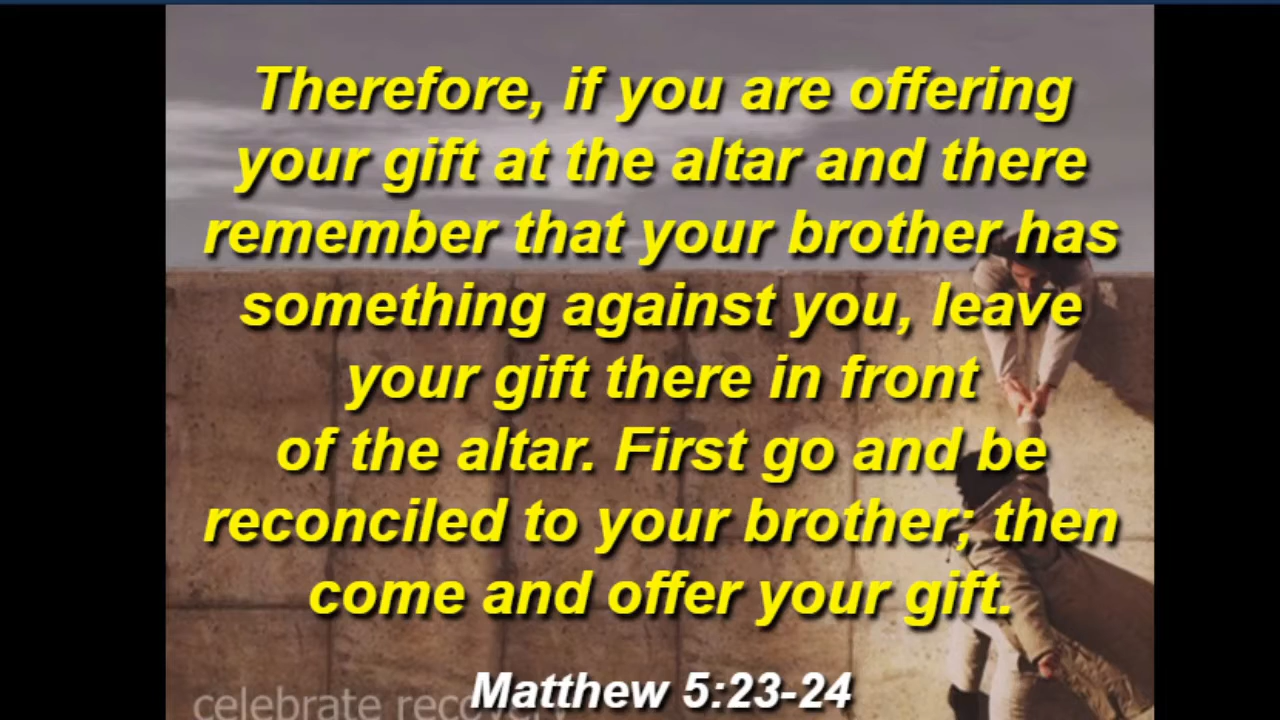 Therefore, if you are offering
your gift at the altar and there
remember that your brother has
something against you, leave
your gift there in front
of the altar. First go and be
reconciled to your brother; then
come and offer your gift.
Matthew 5:23-24
celebrate recovery